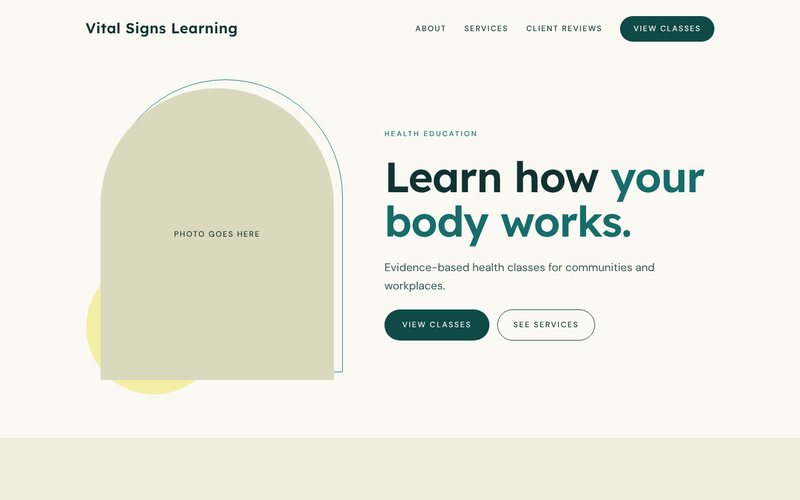 Vital Signs Learning
ABOUT
SERVICES
CLIENT REVIEWS
VIEW CLASSES
PHOTO GOES HERE
HEALTH EDUCATION
Learn how your
body works.
Evidence-based health classes for communities and
workplaces.
VIEW CLASSES
SEE SERVICES